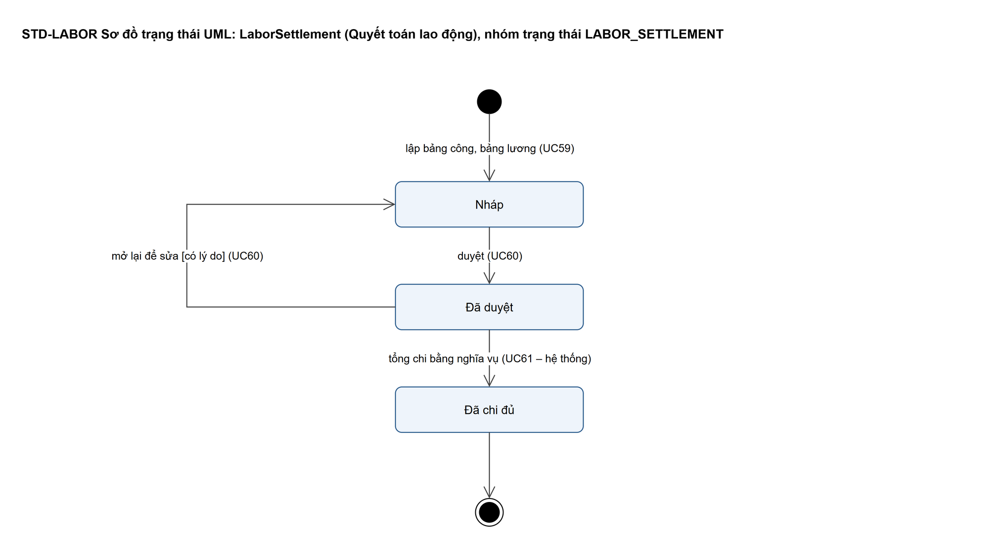 STD-LABOR Sơ đồ trạng thái UML: LaborSettlement (Quyết toán lao động), nhóm trạng thái LABOR_SETTLEMENT
lập bảng công, bảng lương (UC59)
Nháp
mở lại để sửa [có lý do] (UC60)
duyệt (UC60)
Đã duyệt
tổng chi bằng nghĩa vụ (UC61 – hệ thống)
Đã chi đủ